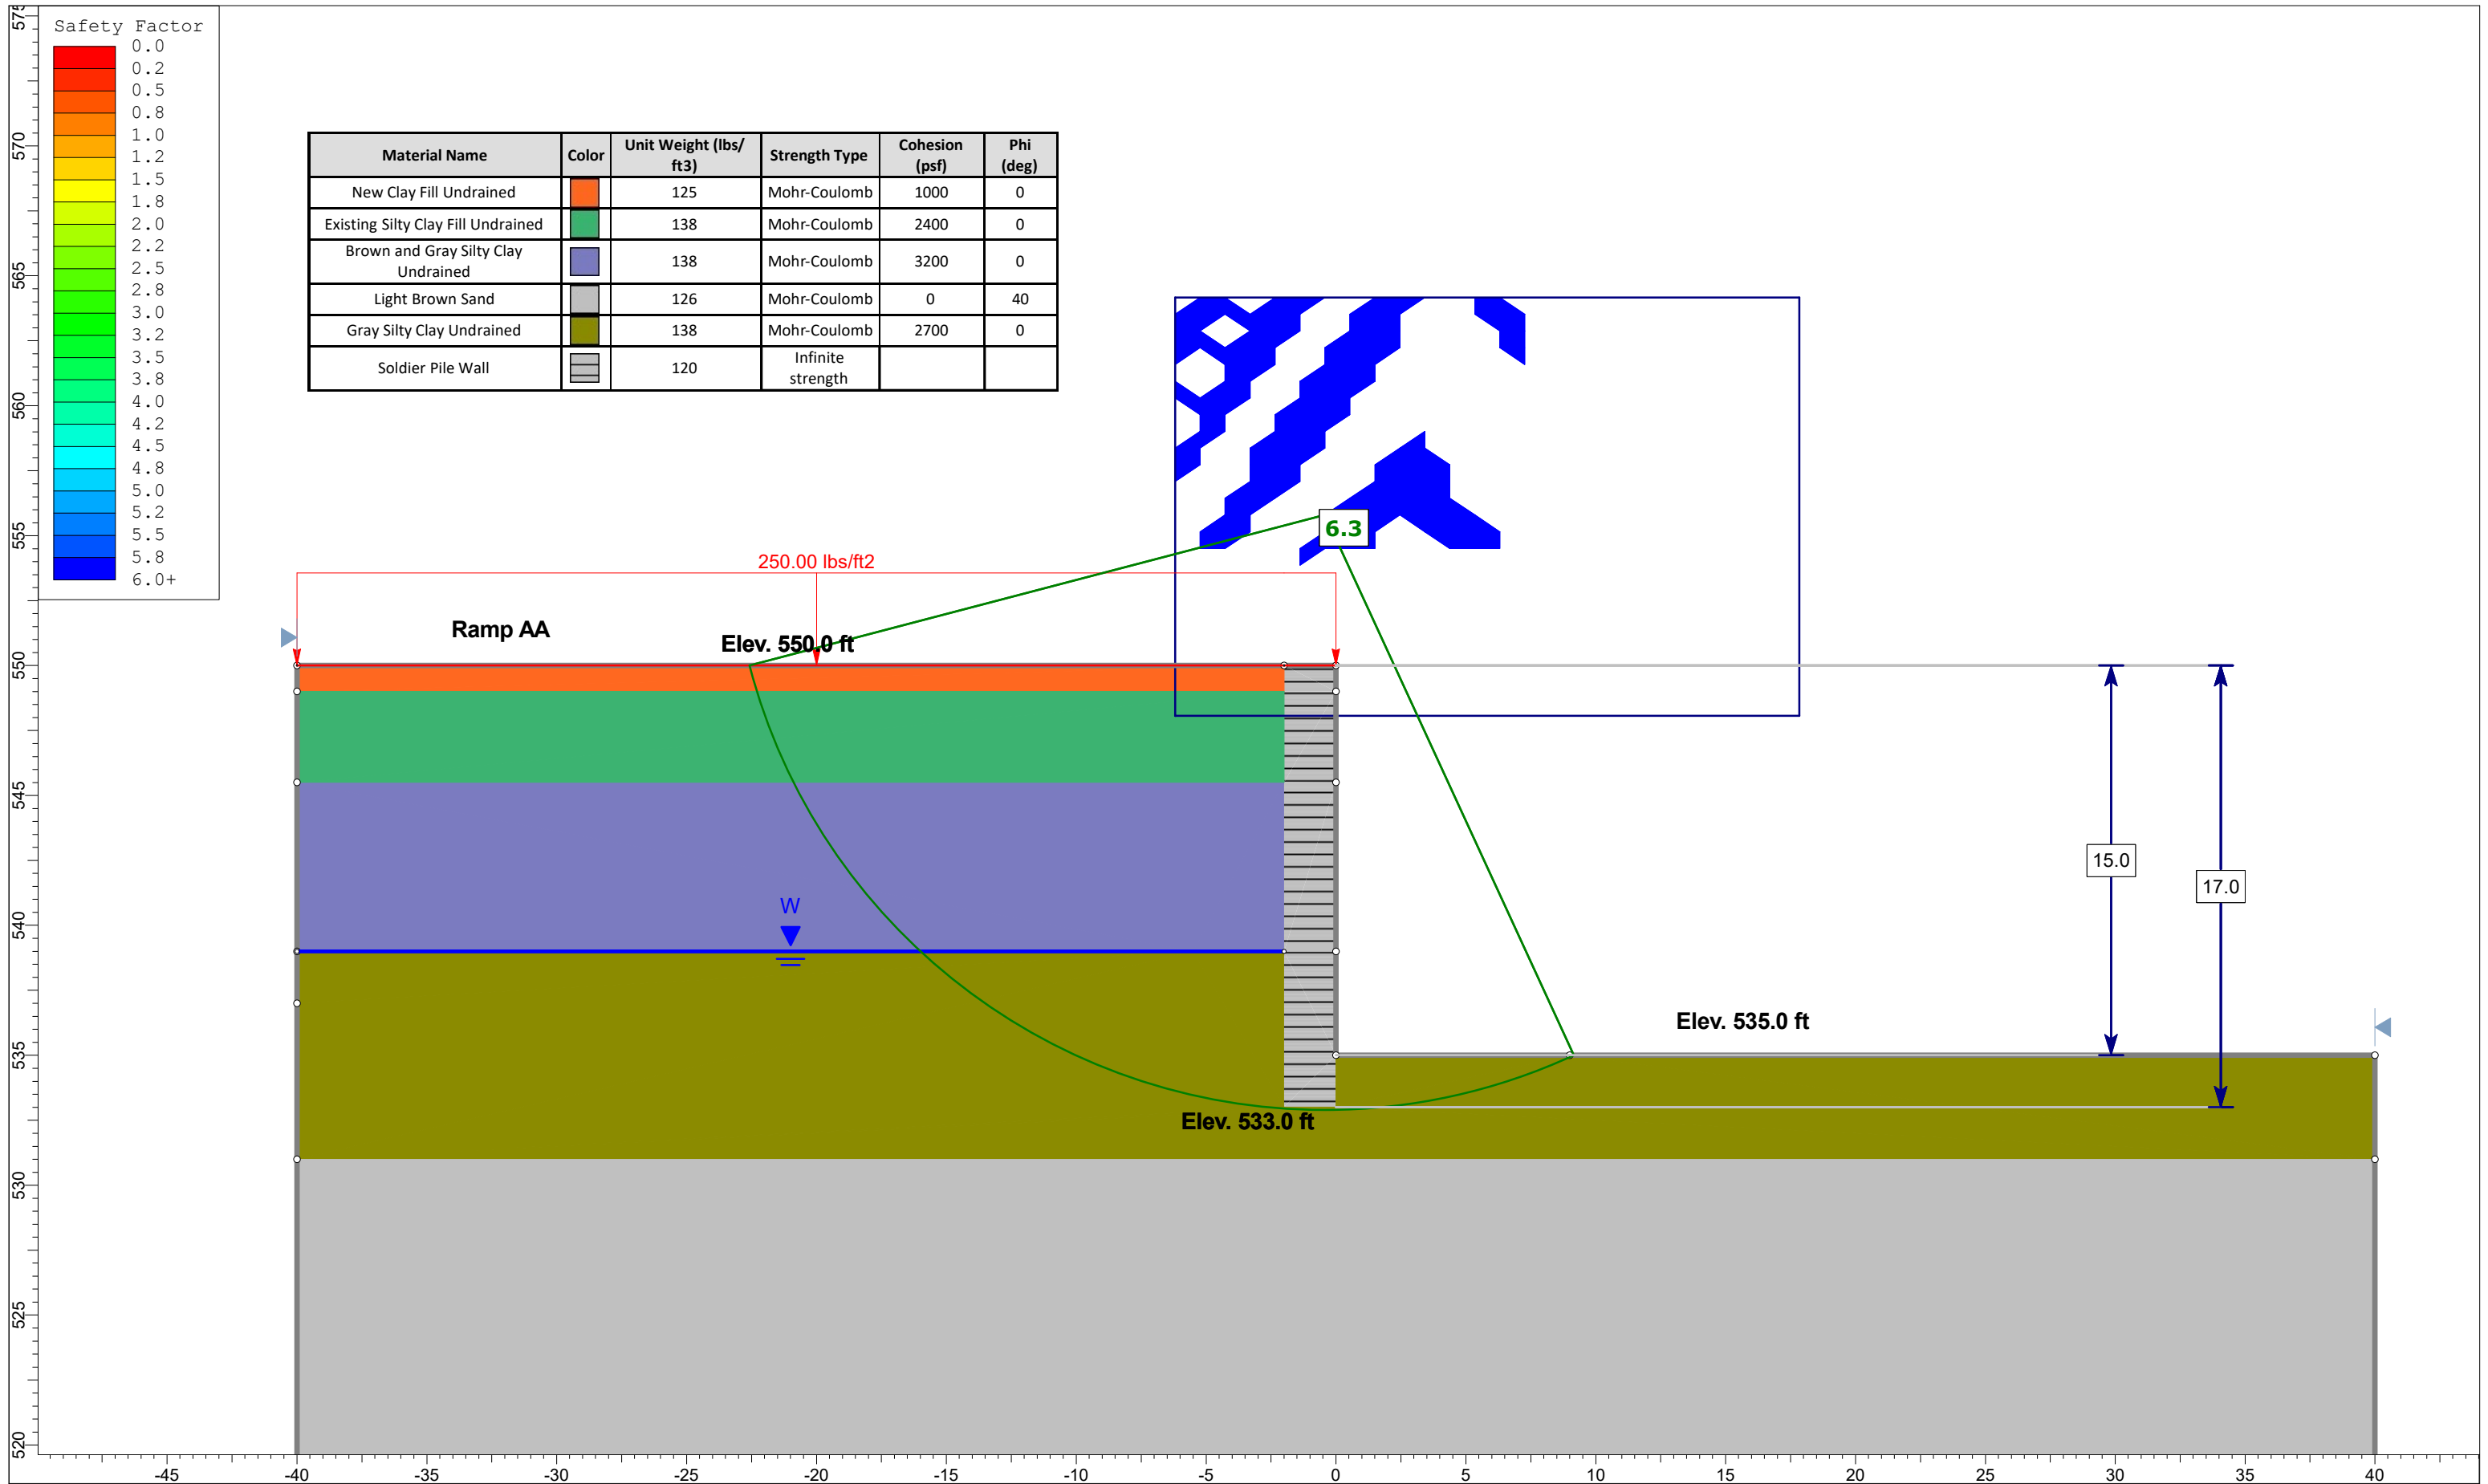 Safety Factor
0.0
0.2
0.5
0.8
1.0
1.2
1.5
1.8
2.0
2.2
2.5
2.8
3.0
3.2
3.5
3.8
4.0
4.2
4.5
4.8
5.0
5.2
5.5
5.8
6.0+
Material Name Color Unit Weight (lbs/ft3) Strength Type Cohesion (psf) Phi (deg)
New Clay Fill Undrained 125 Mohr-Coulomb 1000 0
Existing Silty Clay Fill Undrained 138 Mohr-Coulomb 2400 0
Brown and Gray Silty Clay Undrained 138 Mohr-Coulomb 3200 0
Light Brown Sand 126 Mohr-Coulomb 0 40
Gray Silty Clay Undrained 138 Mohr-Coulomb 2700 0
Soldier Pile Wall 120 Infinite strength
6.3
250.00 lbs/ft2
Ramp AA
Elev. 550.0 ft
W
15.0
17.0
Elev. 535.0 ft
Elev. 533.0 ft
575
570
565
560
555
550
545
540
535
530
525
520
-45 -40 -35 -30 -25 -20 -15 -10 -5 0 5 10 15 20 25 30 35 40